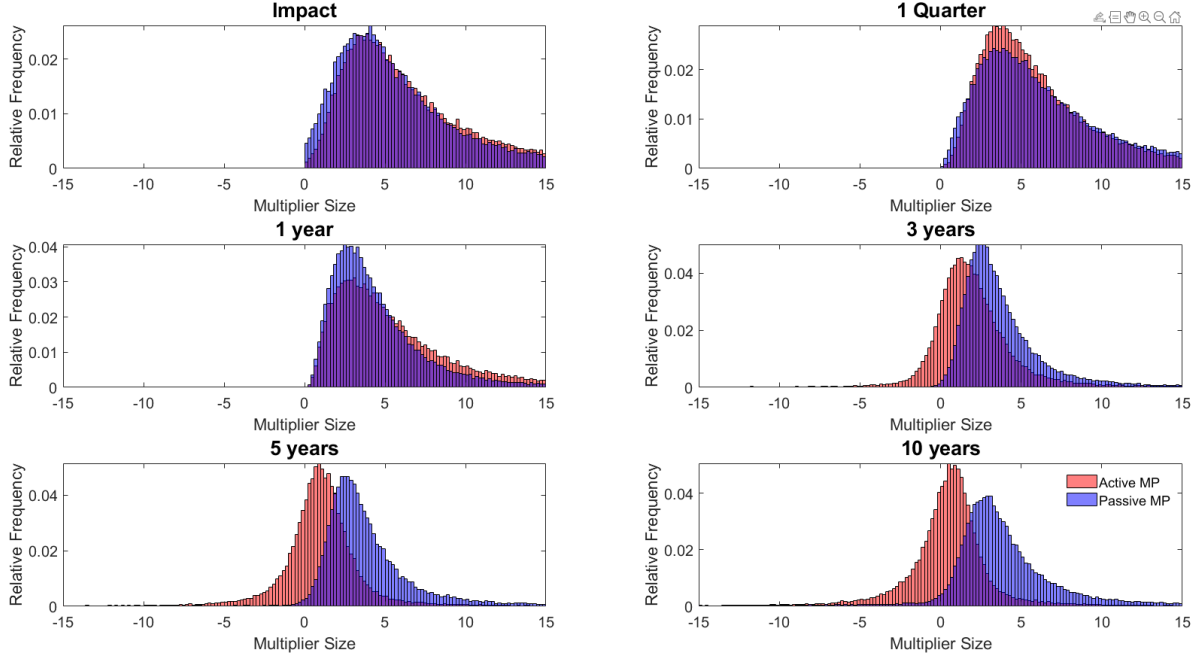 Impact
Relative Frequency
0.02
0.01
0
-15 -10 -5 0 5 10 15
Multiplier Size
1 Quarter
Relative Frequency
0.02
0.01
0
-15 -10 -5 0 5 10 15
Multiplier Size
1 year
Relative Frequency
0.04
0.03
0.02
0.01
0
-15 -10 -5 0 5 10 15
Multiplier Size
3 years
Relative Frequency
0.04
0.02
0
-15 -10 -5 0 5 10 15
Multiplier Size
5 years
Relative Frequency
0.04
0.02
0
-15 -10 -5 0 5 10 15
Multiplier Size
10 years
Relative Frequency
0.04
0.02
0
-15 -10 -5 0 5 10 15
Multiplier Size
Active MP
Passive MP